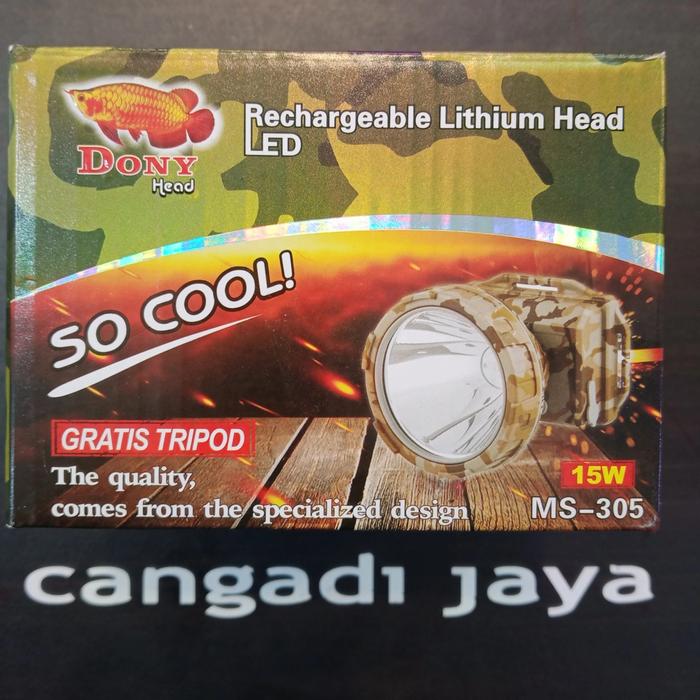 DONY
Head
Rechargeable Lithium Head
LED
SO COOL!
GRATIS TRIPOD
The quality,
comes from the specialized design
15W
MS-305
cangadi jaya